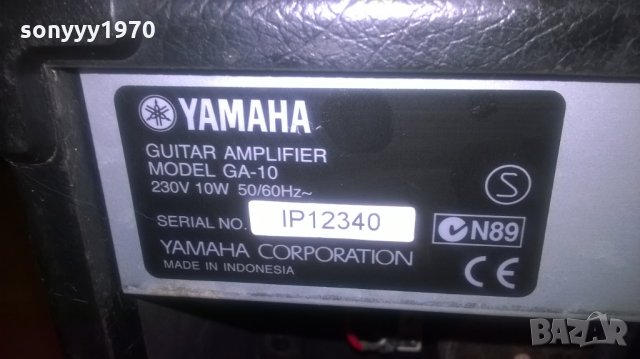 sonyyy1970
YAMAHA
GUITAR AMPLIFIER
MODEL GA-10
230V 10W 50/60Hz~
S
SERIAL NO. IP12340
N89
YAMAHA CORPORATION
MADE IN INDONESIA
CE
BAZAR